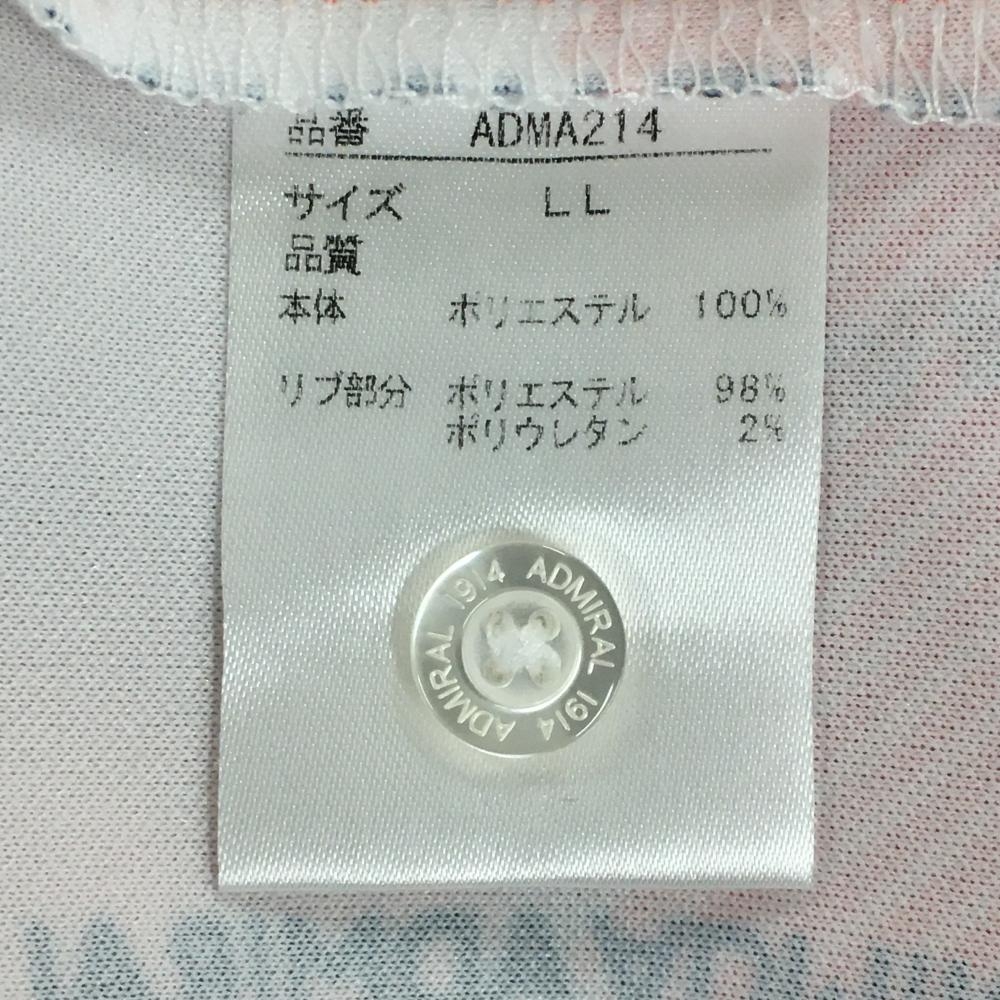 品番 ADMA214
サイズ LL
品質
本体 ポリエステル 100%
リブ部分 ポリエステル 98%
ポリウレタン 2%
ADMIRAL 1914 ADMIRAL 1914